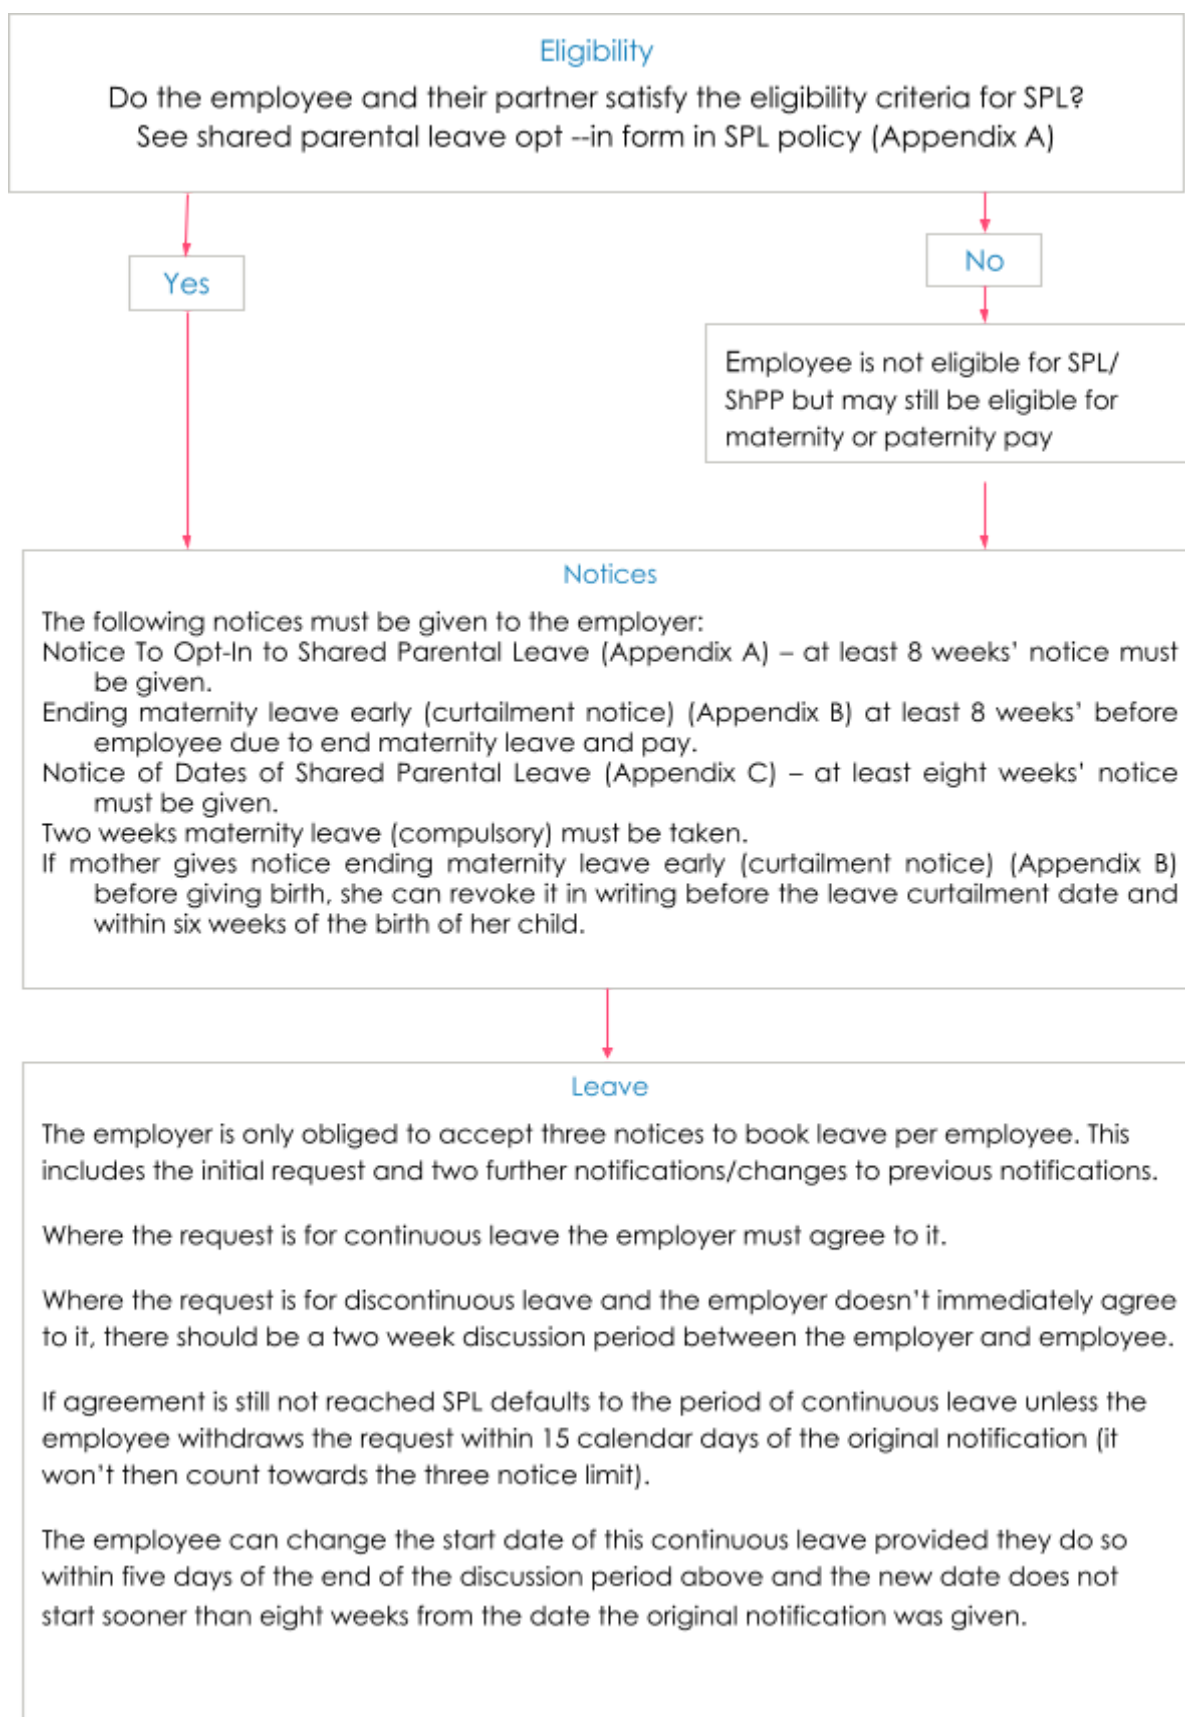 Eligibility
Do the employee and their partner satisfy the eligibility criteria for SPL?
See shared parental leave opt --in form in SPL policy (Appendix A)
Yes
No
Employee is not eligible for SPL/
ShPP but may still be eligible for
maternity or paternity pay
Notices
The following notices must be given to the employer:
Notice To Opt-In to Shared Parental Leave (Appendix A) – at least 8 weeks’ notice must
be given.
Ending maternity leave early (curtailment notice) (Appendix B) at least 8 weeks’ before
employee due to end maternity leave and pay.
Notice of Dates of Shared Parental Leave (Appendix C) – at least eight weeks’ notice
must be given.
Two weeks maternity leave (compulsory) must be taken.
If mother gives notice ending maternity leave early (curtailment notice) (Appendix B)
before giving birth, she can revoke it in writing before the leave curtailment date and
within six weeks of the birth of her child.
Leave
The employer is only obliged to accept three notices to book leave per employee. This
includes the initial request and two further notifications/changes to previous notifications.
Where the request is for continuous leave the employer must agree to it.
Where the request is for discontinuous leave and the employer doesn’t immediately agree
to it, there should be a two week discussion period between the employer and employee.
If agreement is still not reached SPL defaults to the period of continuous leave unless the
employee withdraws the request within 15 calendar days of the original notification (it
won’t then count towards the three notice limit).
The employee can change the start date of this continuous leave provided they do so
within five days of the end of the discussion period above and the new date does not
start sooner than eight weeks from the date the original notification was given.